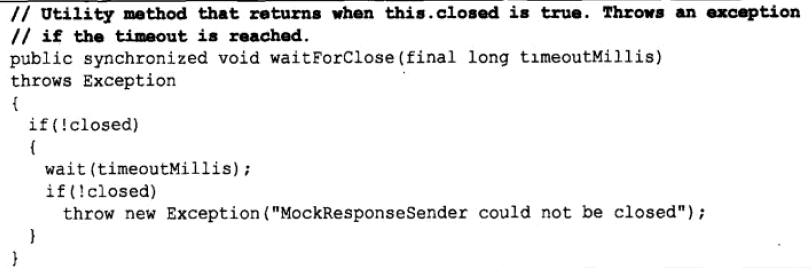 // Utility method that returns when this.closed is true. Throws an exception
// if the timeout is reached.
public synchronized void waitForClose(final long timeoutMillis)
throws Exception
{
if(!closed)
{
wait(timeoutMillis);
if(!closed)
throw new Exception("MockResponseSender could not be closed");
}
}